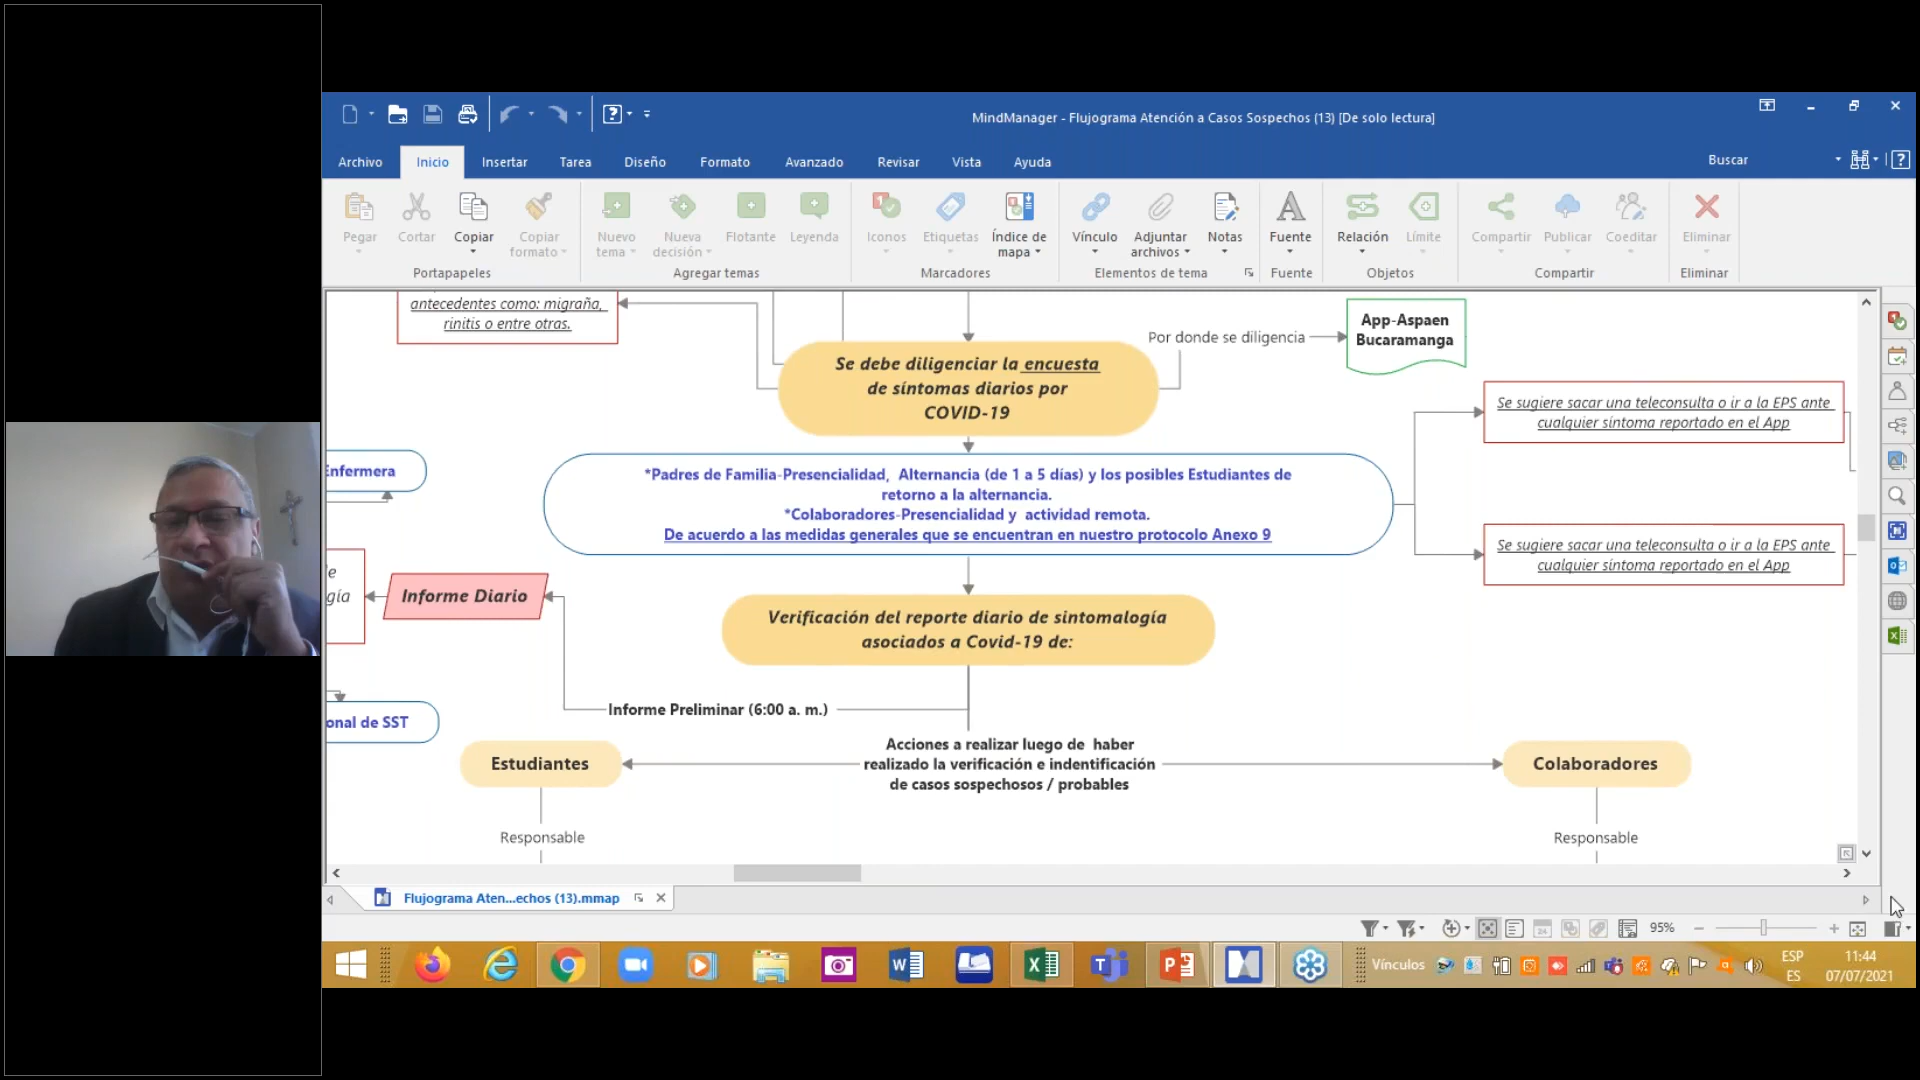 MindManager - Flujograma Atención a Casos Sospechos (13) [De solo lectura]
Archivo
Inicio
Insertar
Tarea
Diseño
Formato
Avanzado
Revisar
Vista
Ayuda
Buscar
Pegar
Cortar
Copiar
Copiar
formato
Portapapeles
Nuevo
tema
Nueva
decisión
Flotante
Leyenda
Agregar temas
Iconos
Etiquetas
Índice de
mapa
Marcadores
Vínculo
Adjuntar
archivos
Notas
Elementos de tema
Fuente
Fuente
Relación
Límite
Objetos
Compartir
Publicar
Coeditar
Compartir
Eliminar
Eliminar
antecedentes como: migraña,
rinitis o entre otras.
Se debe diligenciar la encuesta
de síntomas diarios por
COVID-19
Por donde se diligencia
App-Aspaen
Bucaramanga
Se sugiere sacar una teleconsulta o ir a la EPS ante
cualquier síntoma reportado en el App
Enfermera
*Padres de Familia-Presencialidad, Alternancia (de 1 a 5 días) y los posibles Estudiantes de
retorno a la alternancia.
*Colaboradores-Presencialidad y actividad remota.
De acuerdo a las medidas generales que se encuentran en nuestro protocolo Anexo 9
Se sugiere sacar una teleconsulta o ir a la EPS ante
cualquier síntoma reportado en el App
e
gía
Informe Diario
Verificación del reporte diario de sintomalogía
asociados a Covid-19 de:
Informe Preliminar (6:00 a. m.)
onal de SST
Estudiantes
Acciones a realizar luego de haber
realizado la verificación e indentificación
de casos sospechosos / probables
Colaboradores
Responsable
Responsable
Flujograma Aten...echos (13).mmap
95%
Vínculos
ESP
ES
11:44
07/07/2021